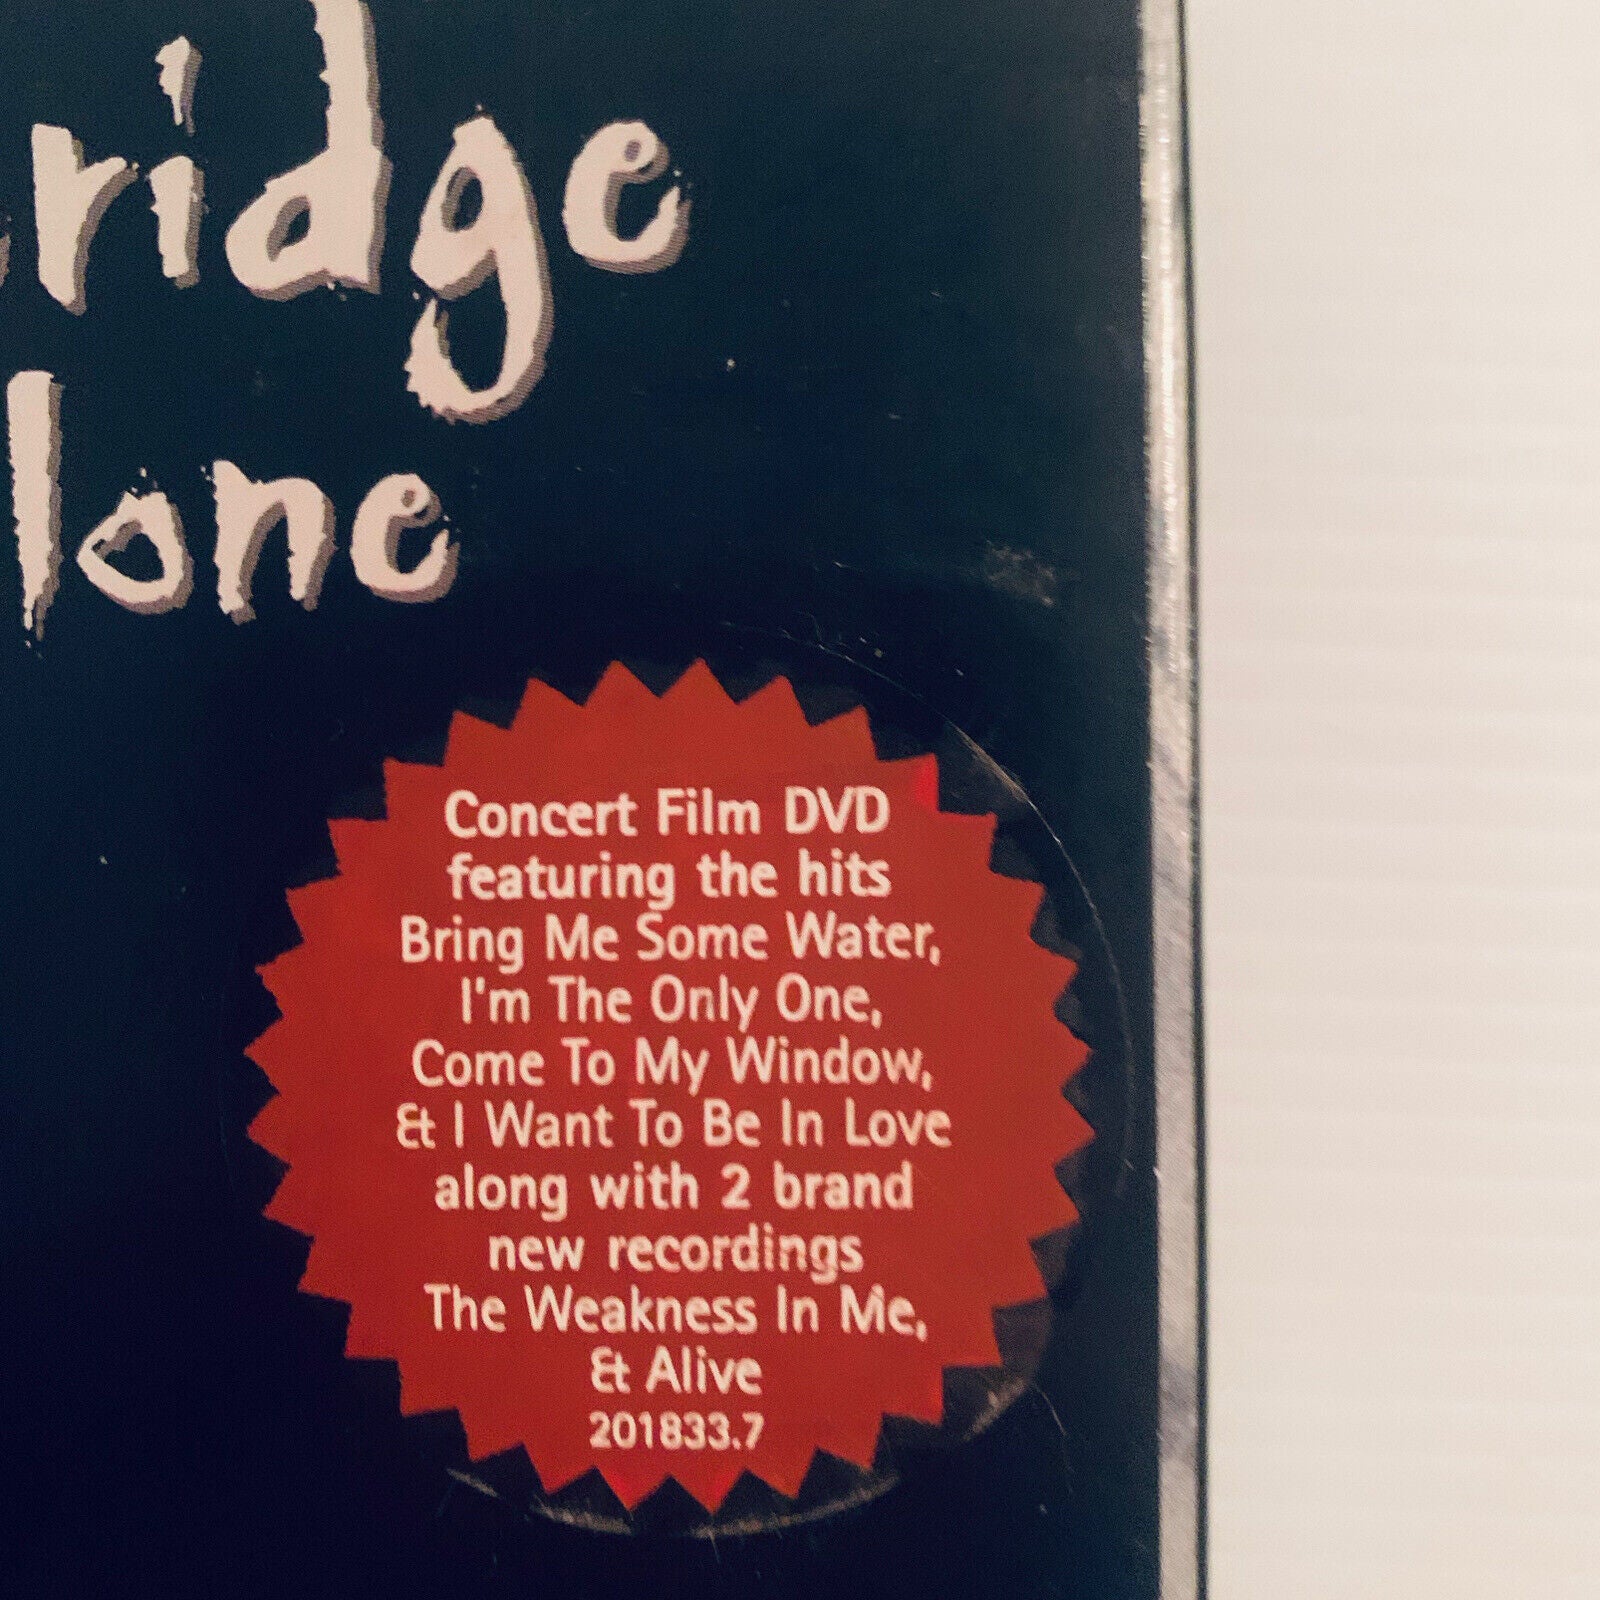 ridge
lone
Concert Film DVD
featuring the hits
Bring Me Some Water,
I'm The Only One,
Come To My Window,
& I Want To Be In Love
along with 2 brand
new recordings
The Weakness In Me,
& Alive
201833.7